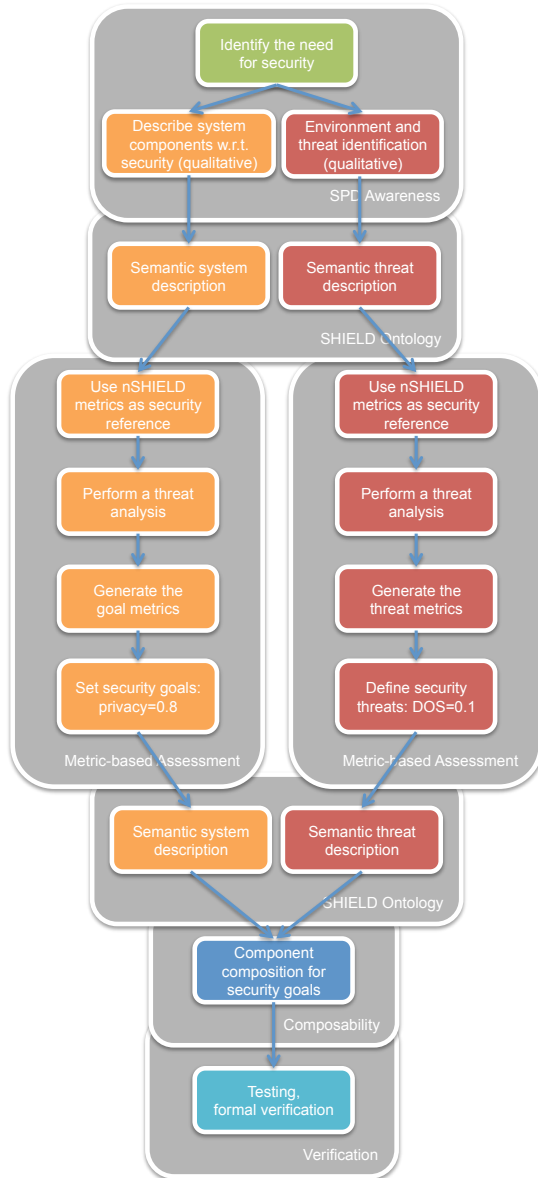 Identify the need
for security
Describe system
components w.r.t.
security (qualitative)
Environment and
threat identification
(qualitative)
SPD Awareness
Semantic system
description
Semantic threat
description
SHIELD Ontology
Use nSHIELD
metrics as security
reference
Use nSHIELD
metrics as security
reference
Perform a threat
analysis
Perform a threat
analysis
Generate the
goal metrics
Generate the
threat metrics
Set security goals:
privacy=0.8
Define security
threats: DOS=0.1
Metric-based Assessment
Metric-based Assessment
Semantic system
description
Semantic threat
description
SHIELD Ontology
Component
composition for
security goals
Composability
Testing,
formal verification
Verification